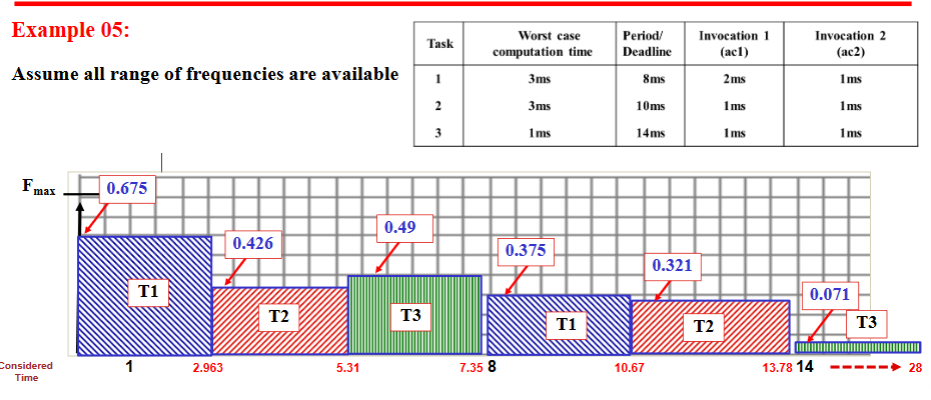 Example 05:
Assume all range of frequencies are available
Task Worst case computation time Period/ Deadline Invocation 1 (ac1) Invocation 2 (ac2)
1 3ms 8ms 2ms 1ms
2 3ms 10ms 1ms 1ms
3 1ms 14ms 1ms 1ms
Fmax
0.675
0.426
0.49
0.375
0.321
0.071
T1
T2
T3
T1
T2
T3
Considered
Time
1 2.963 5.31 7.35 8 10.67 13.78 14 28